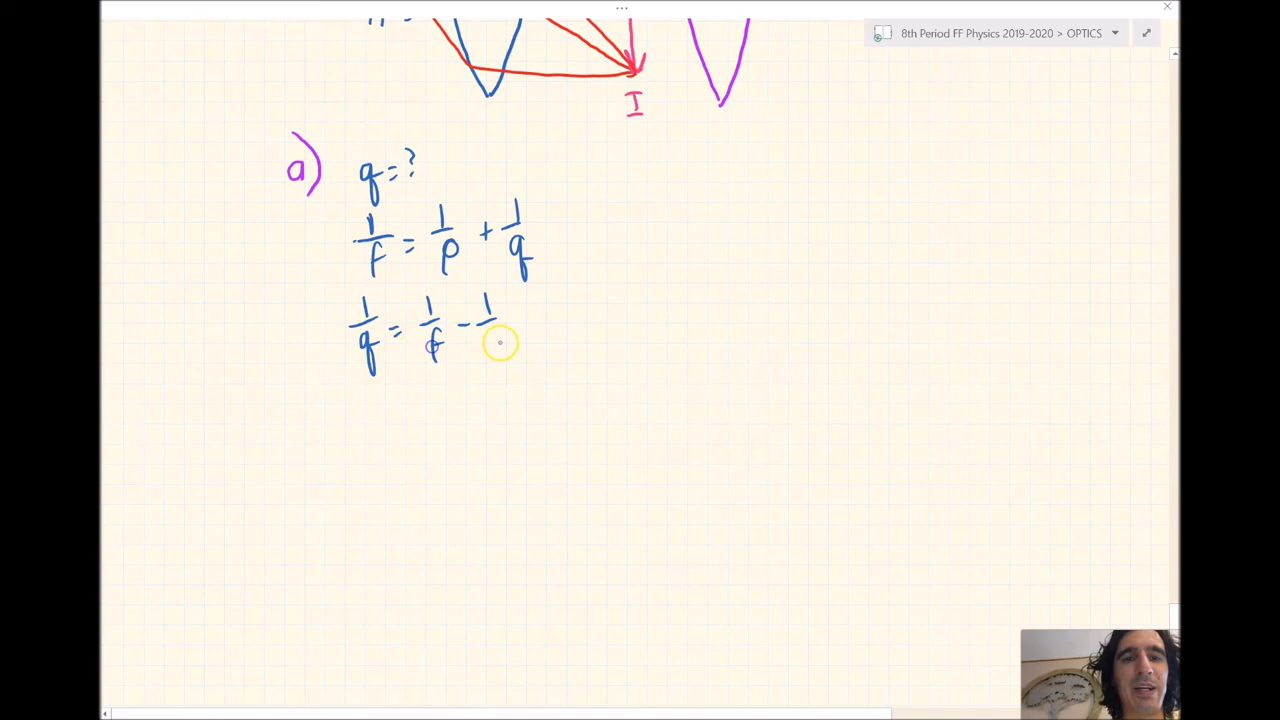 8th Period FF Physics 2019-2020 > OPTICS
I
a) q = ?
1/f = 1/p + 1/q
1/q = 1/f - 1/